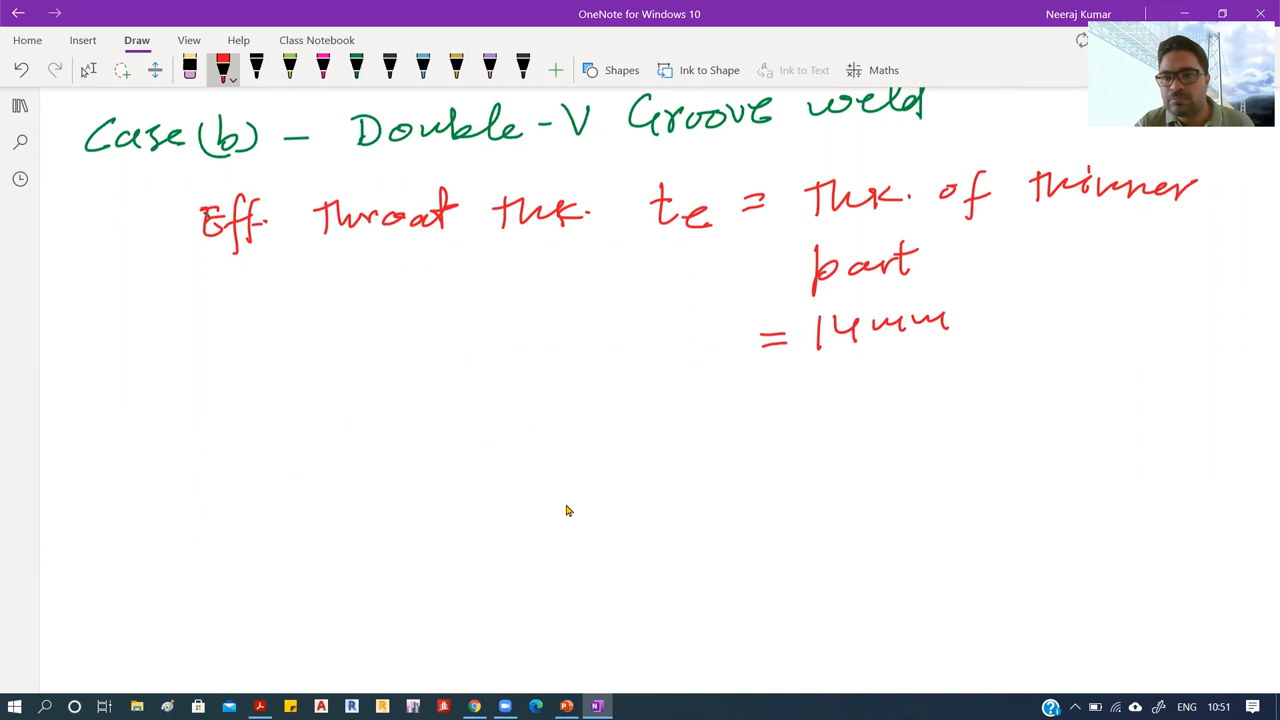 OneNote for Windows 10
Neeraj Kumar
Home Insert Draw View Help Class Notebook
Shapes Ink to Shape Ink to Text Maths
Case (b) – Double-V Groove weld
Eff. throat thk. te = thk. of thinner
part
= 14mm
ENG 10:51